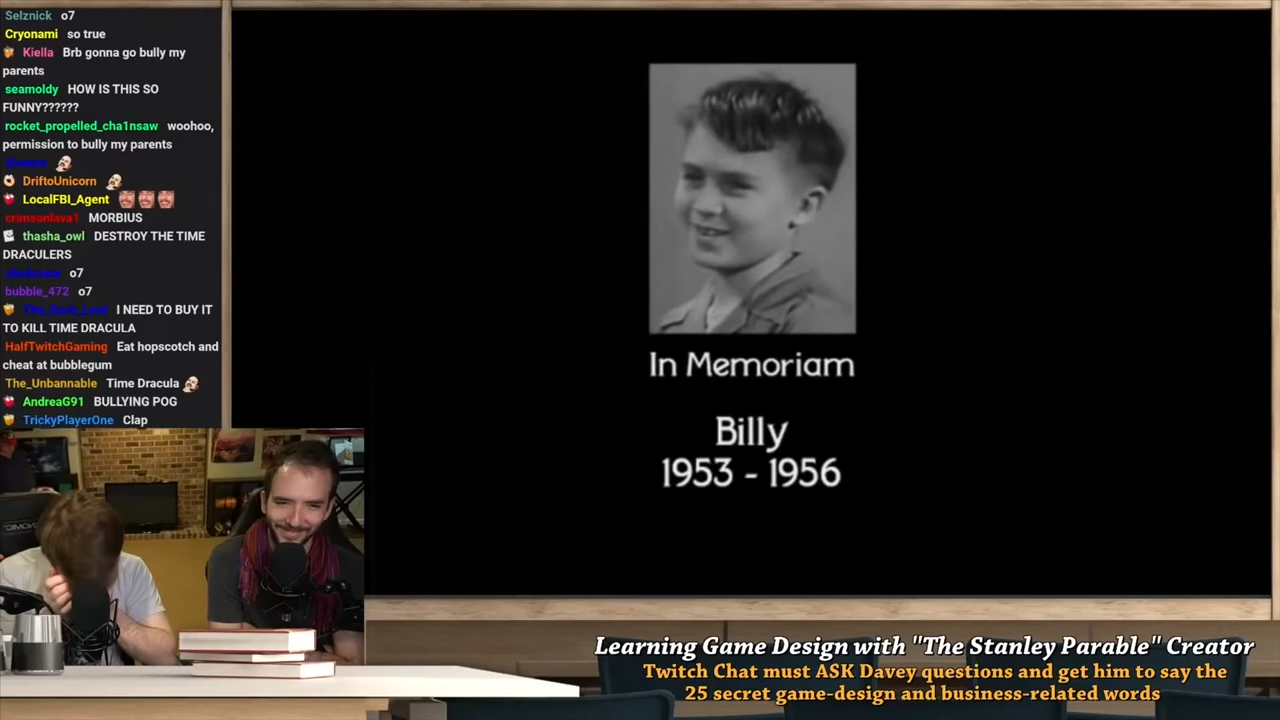 Selznick o7
Cryonami so true
Kiella Brb gonna go bully my
parents
seamoldy HOW IS THIS SO
FUNNY??????
rocket_propelled_cha1nsaw woohoo,
permission to bully my parents
DriftoUnicorn
LocalFBI_Agent
crimsonlava1 MORBIUS
thasha_owl DESTROY THE TIME
DRACULERS
o7
bubble_472 o7
I NEED TO BUY IT
TO KILL TIME DRACULA
HalfTwitchGaming Eat hopscotch and
cheat at bubblegum
The_Unbannable Time Dracula
AndreaG91 BULLYING POG
TrickyPlayerOne Clap
In Memoriam
Billy
1953 - 1956
Learning Game Design with "The Stanley Parable" Creator
Twitch Chat must ASK Davey questions and get him to say the
25 secret game-design and business-related words